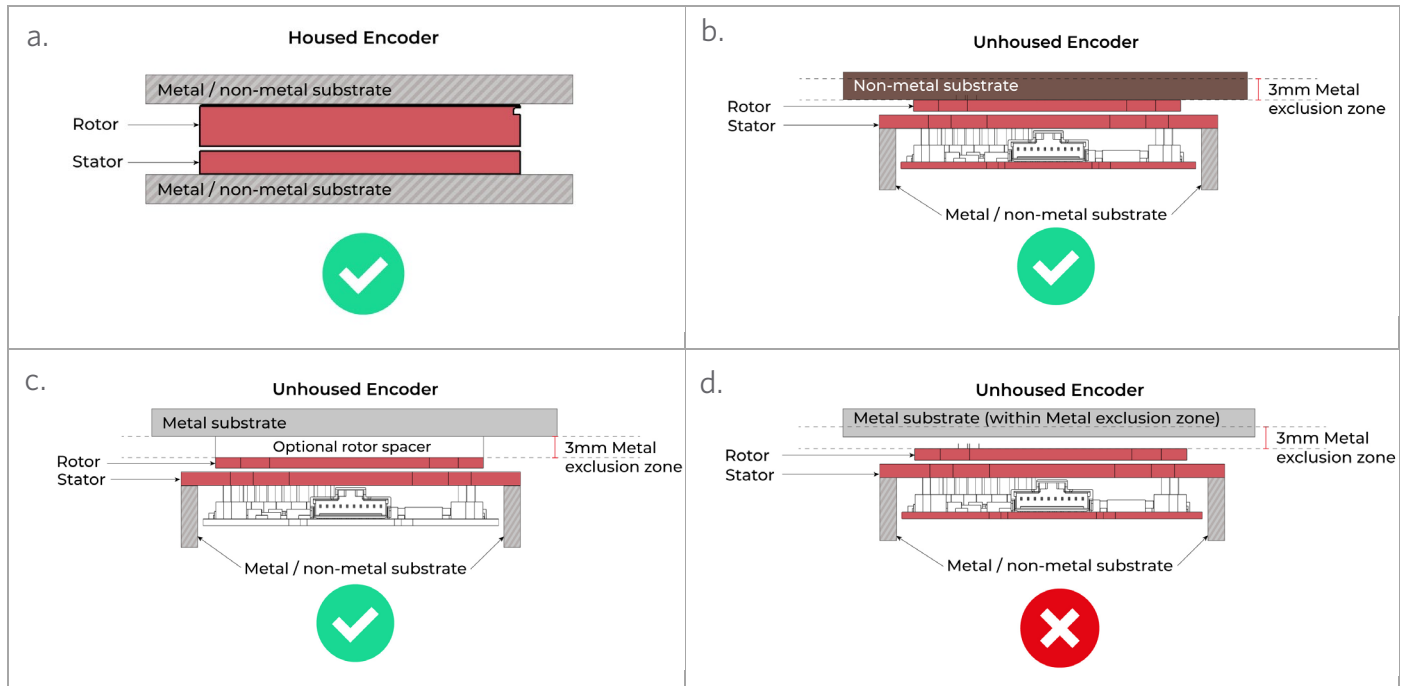 a.
Housed Encoder
Metal / non-metal substrate
Rotor
Stator
Metal / non-metal substrate
b.
Unhoused Encoder
Non-metal substrate
3mm Metal
exclusion zone
Rotor
Stator
Metal / non-metal substrate
c.
Unhoused Encoder
Metal substrate
Optional rotor spacer
3mm Metal
exclusion zone
Rotor
Stator
Metal / non-metal substrate
d.
Unhoused Encoder
Metal substrate (within Metal exclusion zone)
3mm Metal
exclusion zone
Rotor
Stator
Metal / non-metal substrate